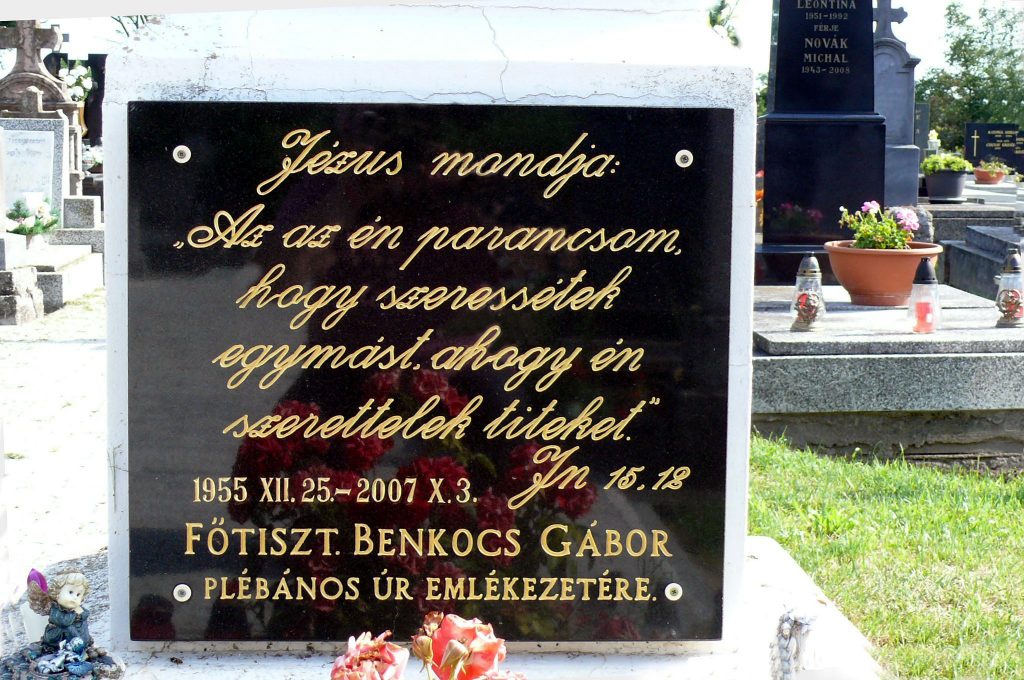 Jézus mondja:
„Az az én parancsom,
hogy szeressétek
egymást, ahogy én
szerettelek titeket.”
Jn 15,12
1955 XII. 25.–2007 X. 3.
FŐTISZT. BENKOCS GÁBOR
PLÉBÁNOS ÚR EMLÉKEZETÉRE.
LEONTINA
1951-1992
FÉRJE
NOVÁK
MICHAL
1943-2008